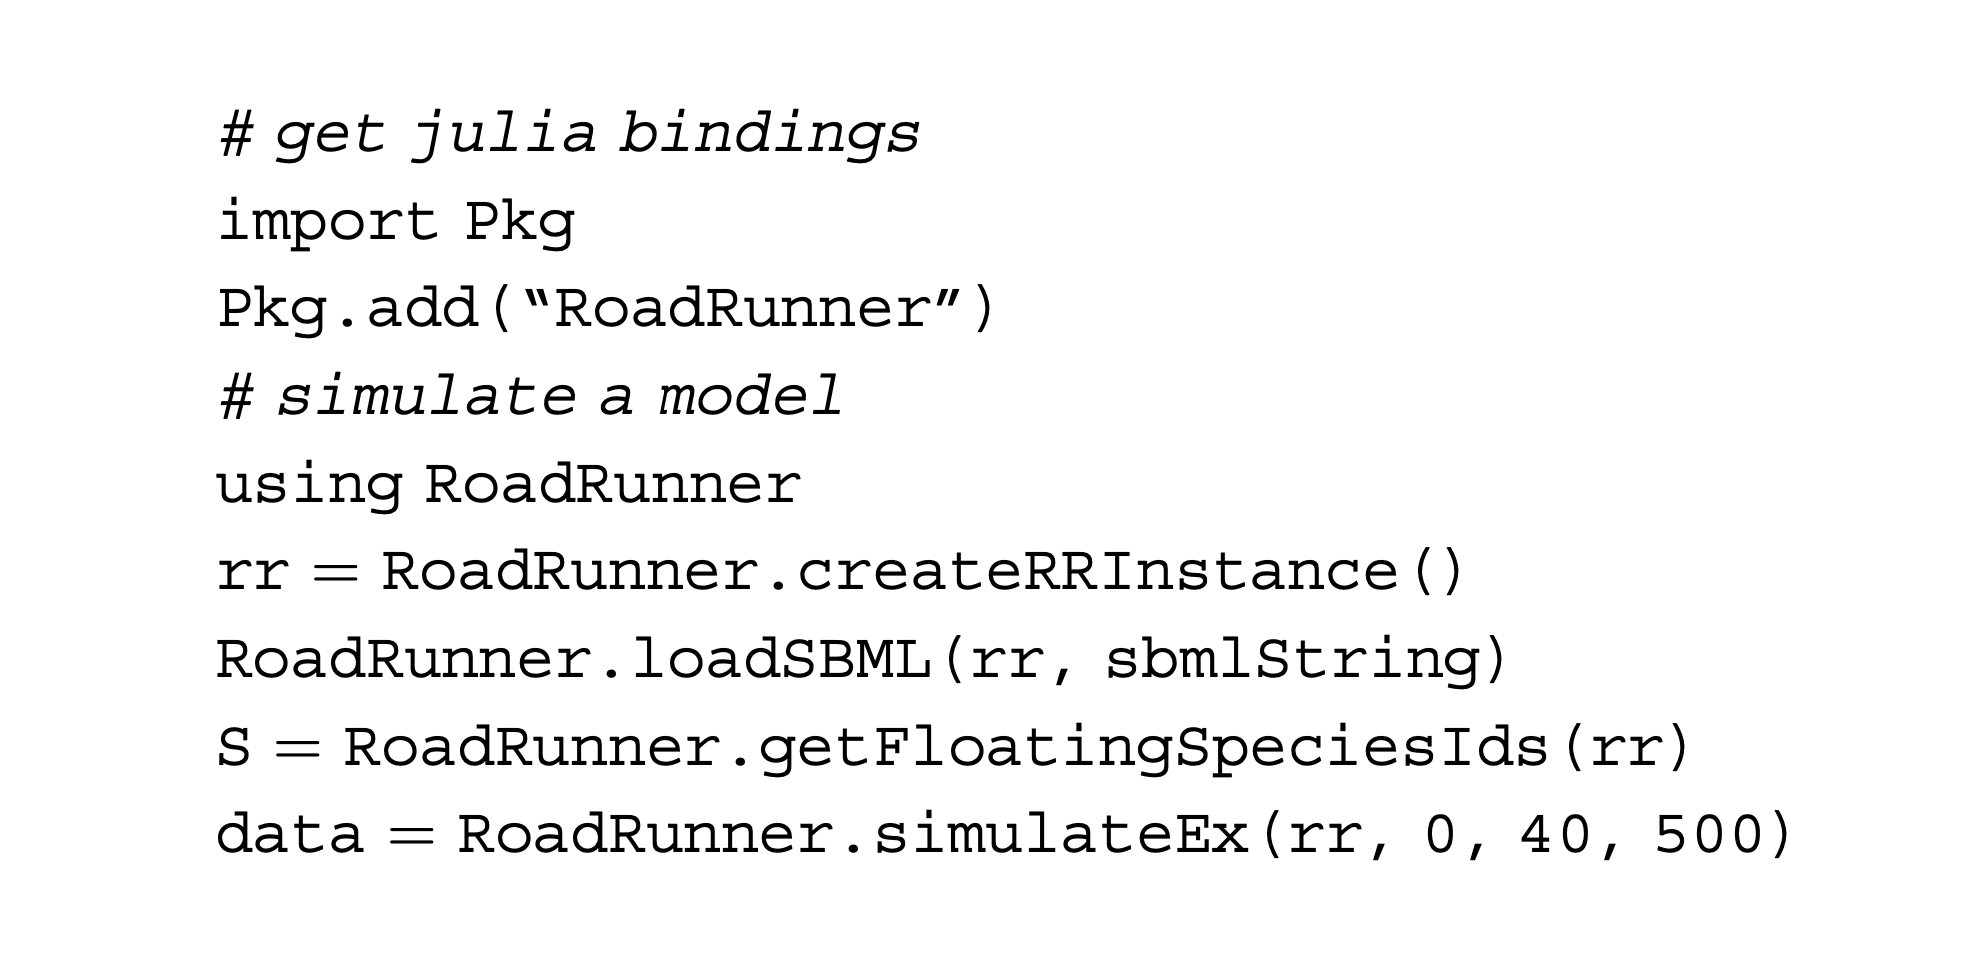 # get julia bindings
import Pkg
Pkg.add(“RoadRunner”)
# simulate a model
using RoadRunner
rr = RoadRunner.createRRInstance()
RoadRunner.loadSBML(rr, sbmlString)
S = RoadRunner.getFloatingSpeciesIds(rr)
data = RoadRunner.simulateEx(rr, 0, 40, 500)